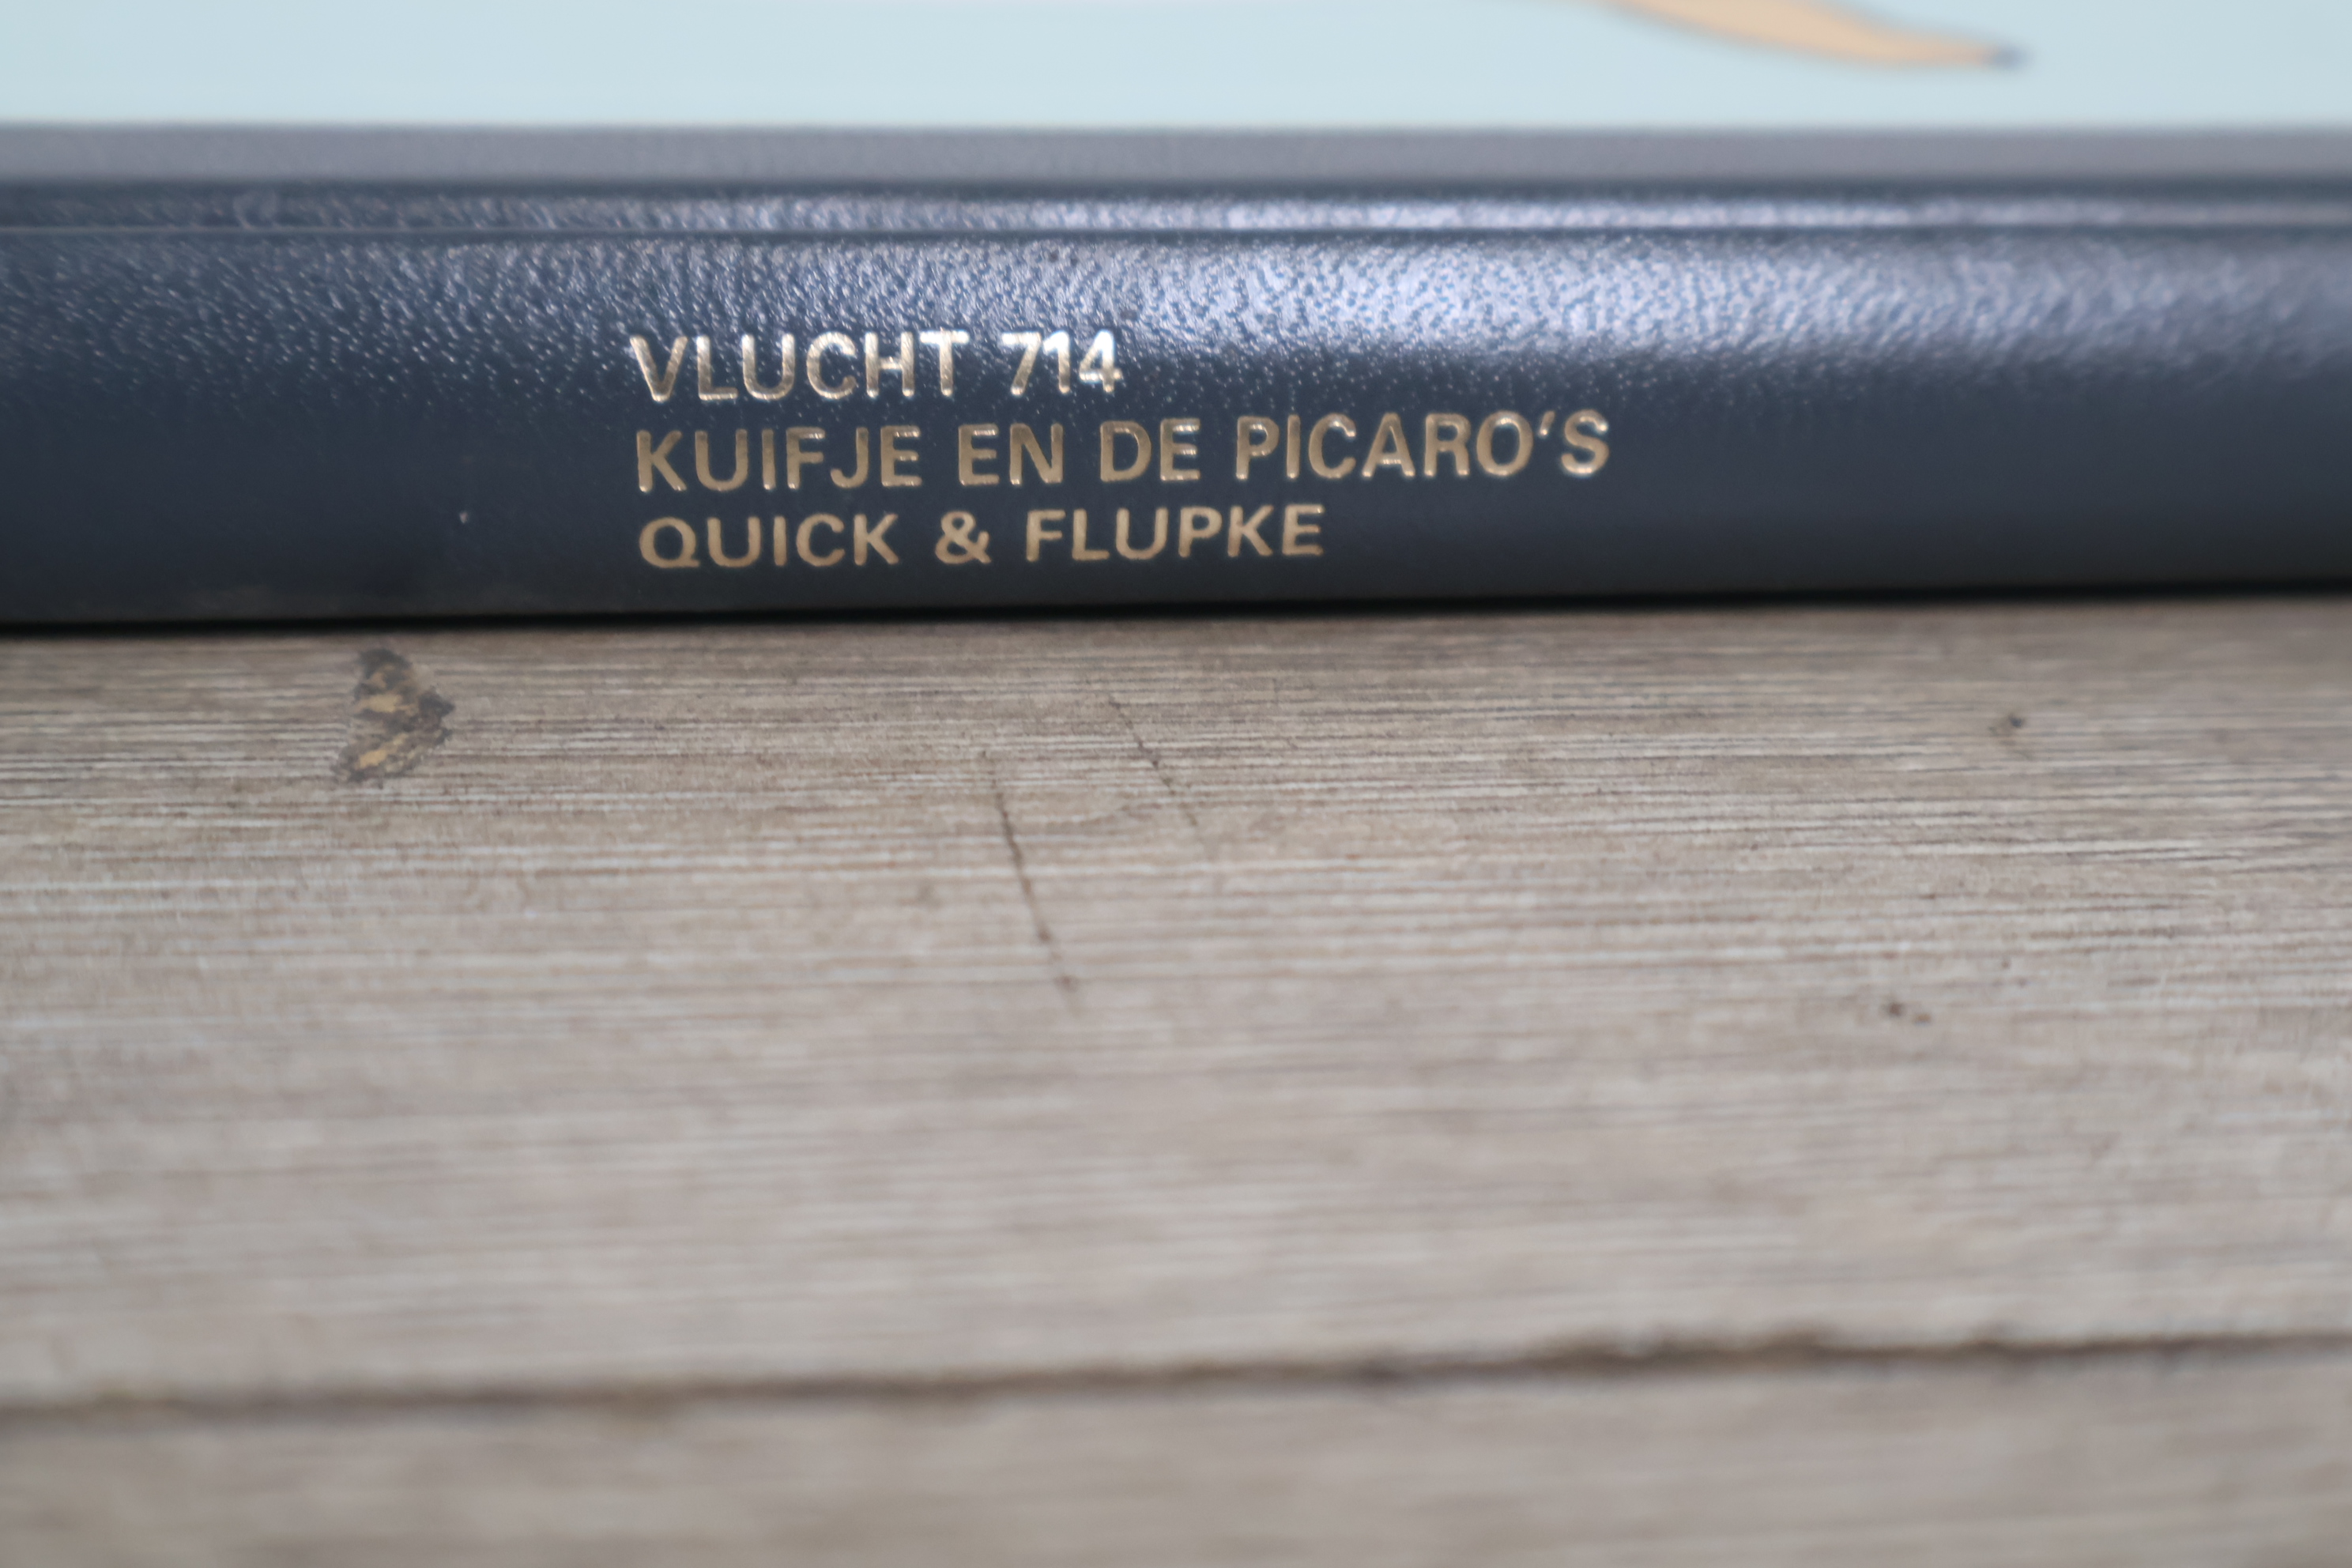 VLUCHT 714
KUIFJE EN DE PICARO'S
QUICK & FLUPKE